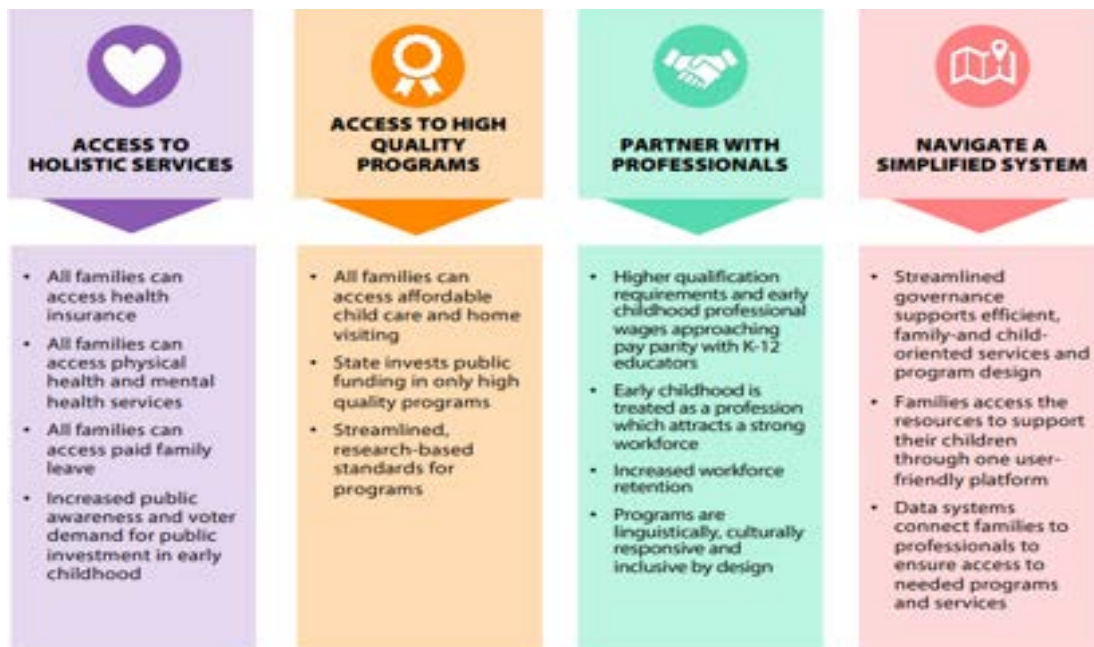 ACCESS TO
HOLISTIC SERVICES
• All families can
access health
insurance
• All families can
access physical
health and mental
health services
• All families can
access paid family
leave
• Increased public
awareness and voter
demand for public
investment in early
childhood
ACCESS TO HIGH
QUALITY
PROGRAMS
• All families can
access affordable
child care and home
visiting
• State invests public
funding in only high
quality programs
• Streamlined,
research-based
standards for
programs
PARTNER WITH
PROFESSIONALS
• Higher qualification
requirements and early
childhood professional
wages approaching
pay parity with K-12
educators
• Early childhood is
treated as a profession
which attracts a strong
workforce
• Increased workforce
retention
• Programs are
linguistically, culturally
responsive and
inclusive by design
NAVIGATE A
SIMPLIFIED SYSTEM
• Streamlined
governance
supports efficient,
family-and child-
oriented services and
program design
• Families access the
resources to support
their children
through one user-
friendly platform
• Data systems
connect families to
professionals to
ensure access to
needed programs
and services